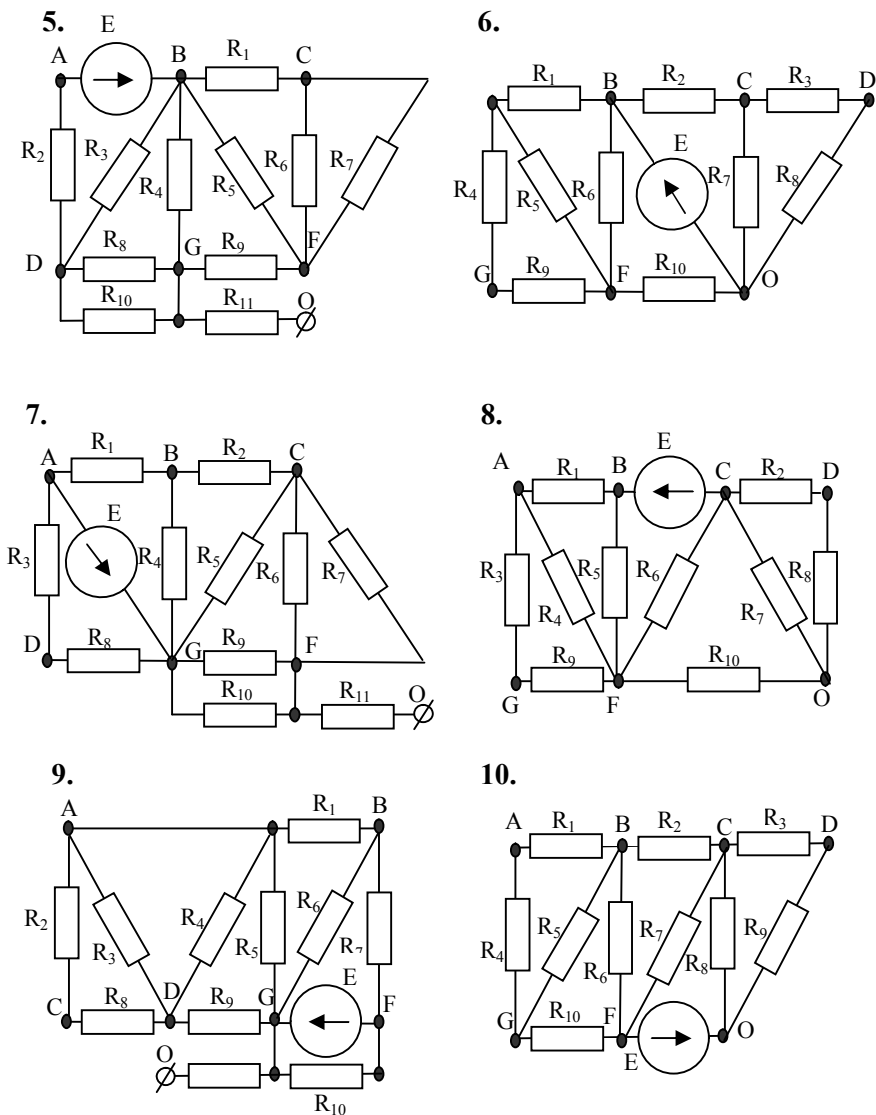 5.
E
A B R1 C
R2 R3 R4 R5 R6 R7
D R8 G R9 F
R10 R11 O
6.
R1 B R2 C R3 D
E
R4 R5 R6 R7 R8
G R9 F R10 O
7.
A R1 B R2 C
E
R3 R4 R5 R6 R7
D R8 G R9 F
R10 R11 O
8.
E
A R1 B C R2 D
R3 R4 R5 R6 R7 R8
G R9 F R10 O
9.
A R1 B
R2 R3 R4 R5 R6 R7
E
C R8 D R9 G F
O R10
10.
A R1 B R2 C R3 D
R4 R5 R6 R7 R8 R9
G R10 F E O